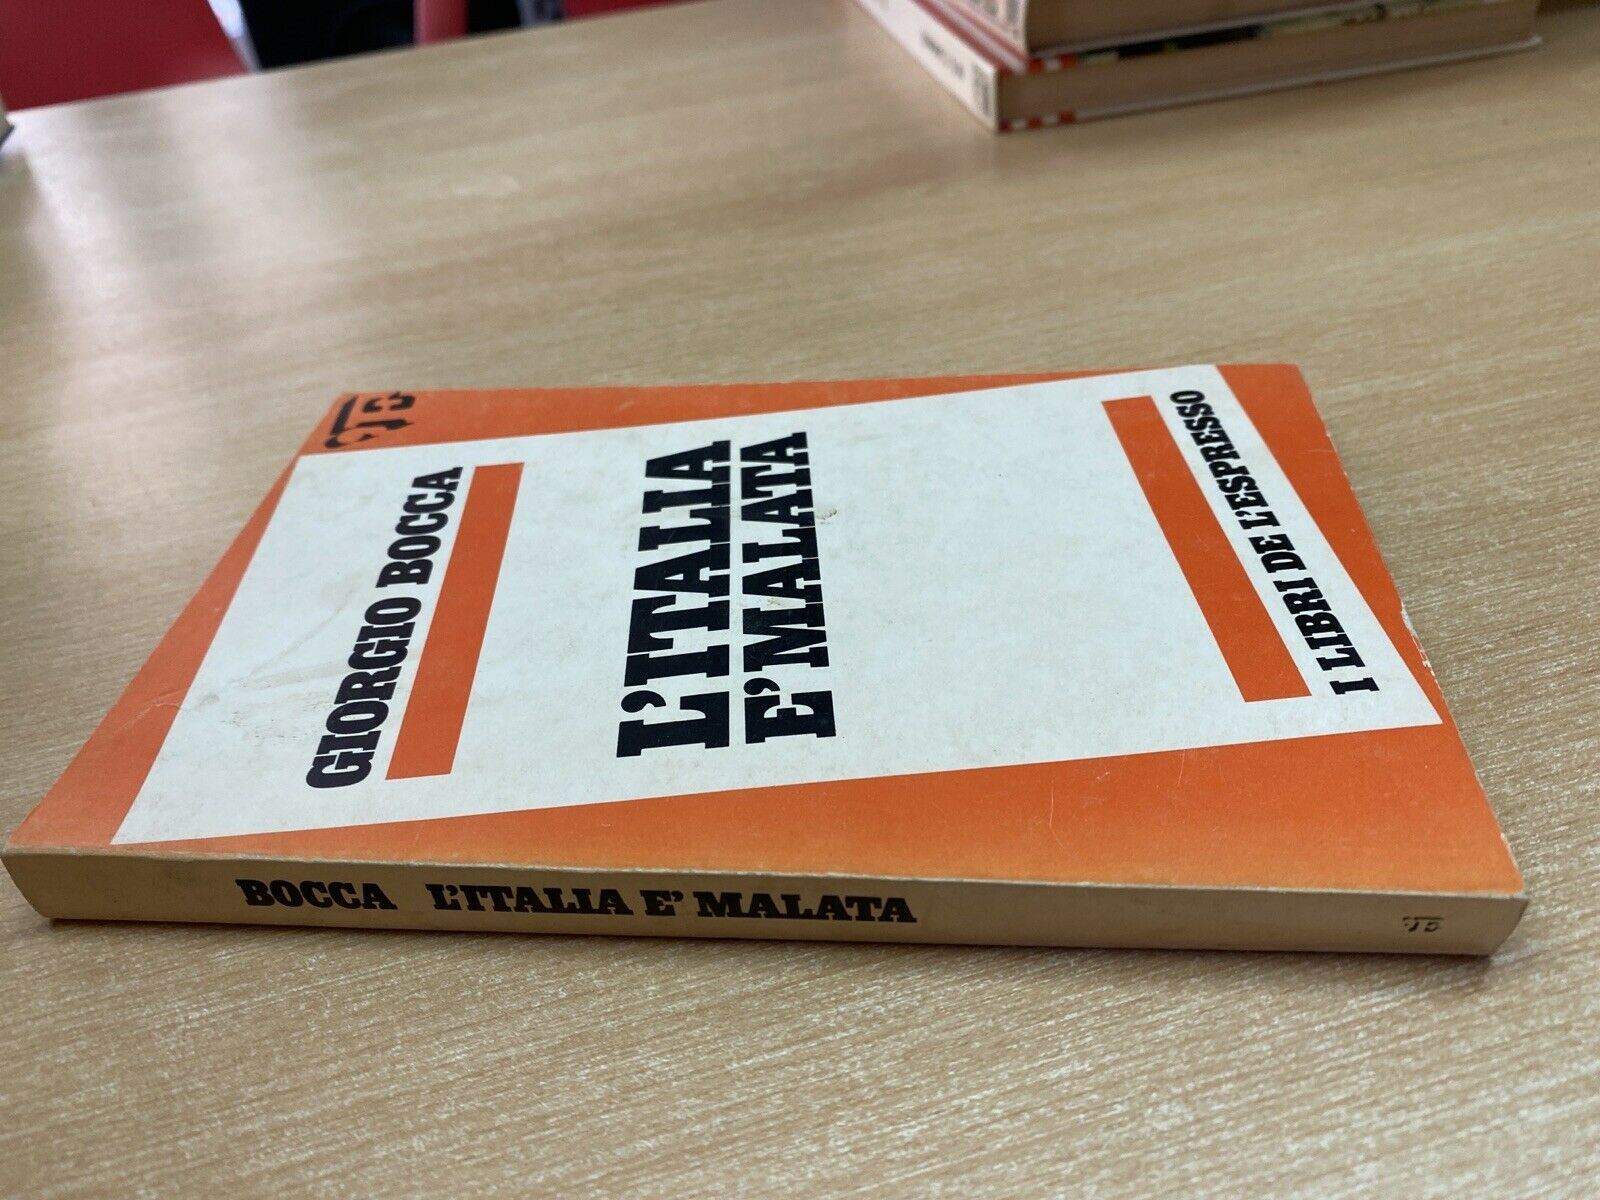 GIORGIO BOCCA
L'ITALIA
E' MALATA
I LIBRI DE L'ESPRESSO
BOCCA L'ITALIA E' MALATA